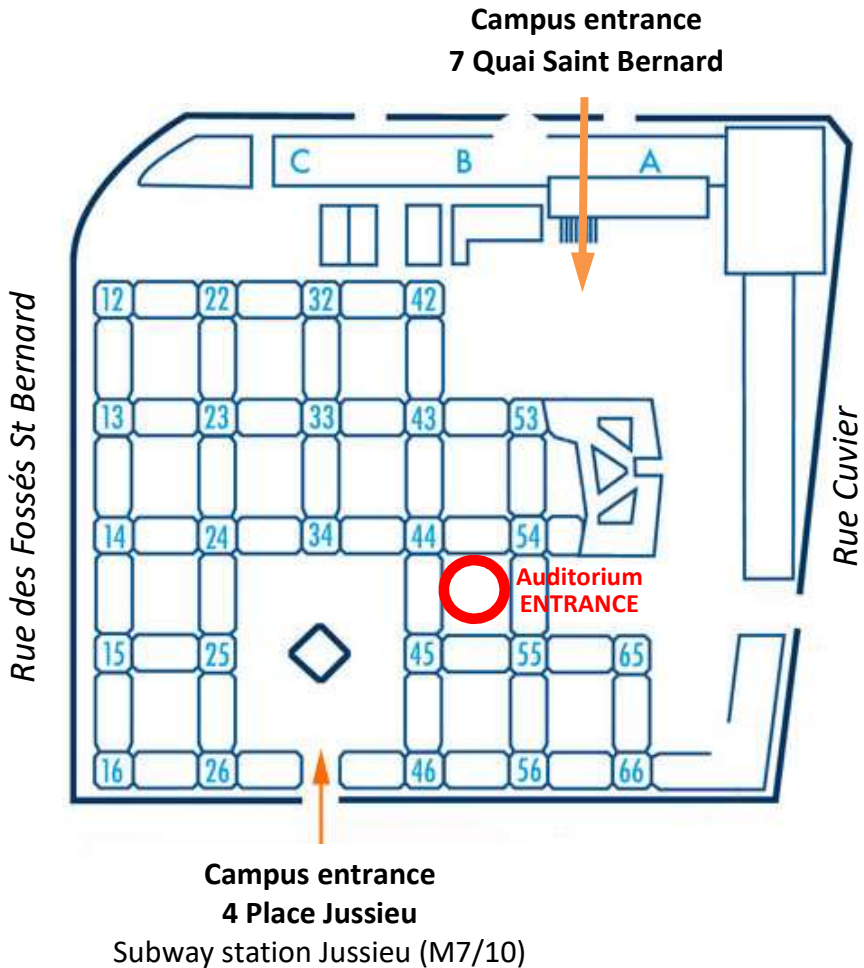 Campus entrance
7 Quai Saint Bernard
C B A
Rue des Fossés St Bernard
12 22 32 42
13 23 33 43 53
Rue Cuvier
14 24 34 44 54
Auditorium
ENTRANCE
15 25 45 55 65
16 26 46 56 66
Campus entrance
4 Place Jussieu
Subway station Jussieu (M7/10)